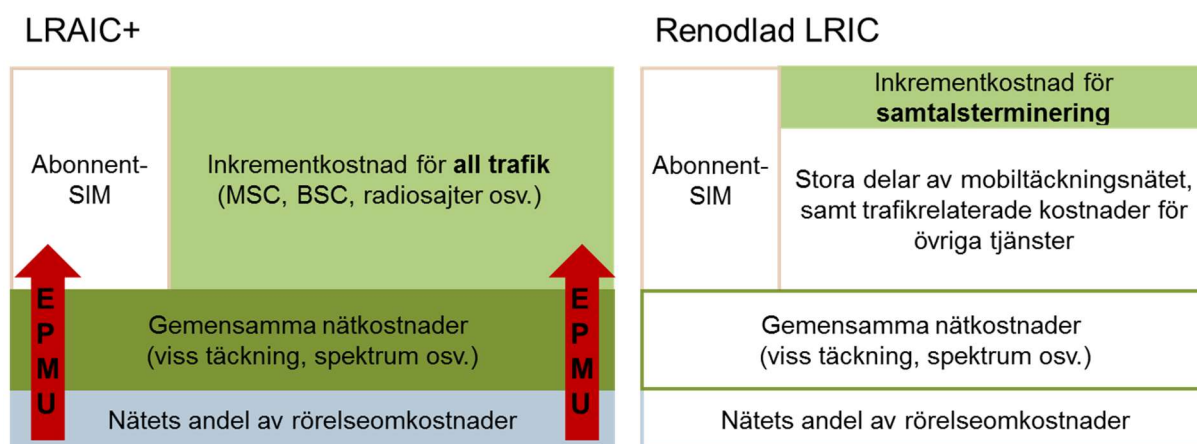 LRAIC+
Abonnent-
SIM
Inkrementkostnad för all trafik
(MSC, BSC, radiosajter osv.)
EPMU
EPMU
Gemensamma nätkostnader
(viss täckning, spektrum osv.)
Nätets andel av rörelseomkostnader
Renodlad LRIC
Abonnent-
SIM
Inkrementkostnad för
samtalsterminering
Stora delar av mobiltäckningsnätet,
samt trafikrelaterade kostnader för
övriga tjänster
Gemensamma nätkostnader
(viss täckning, spektrum osv.)
Nätets andel av rörelseomkostnader